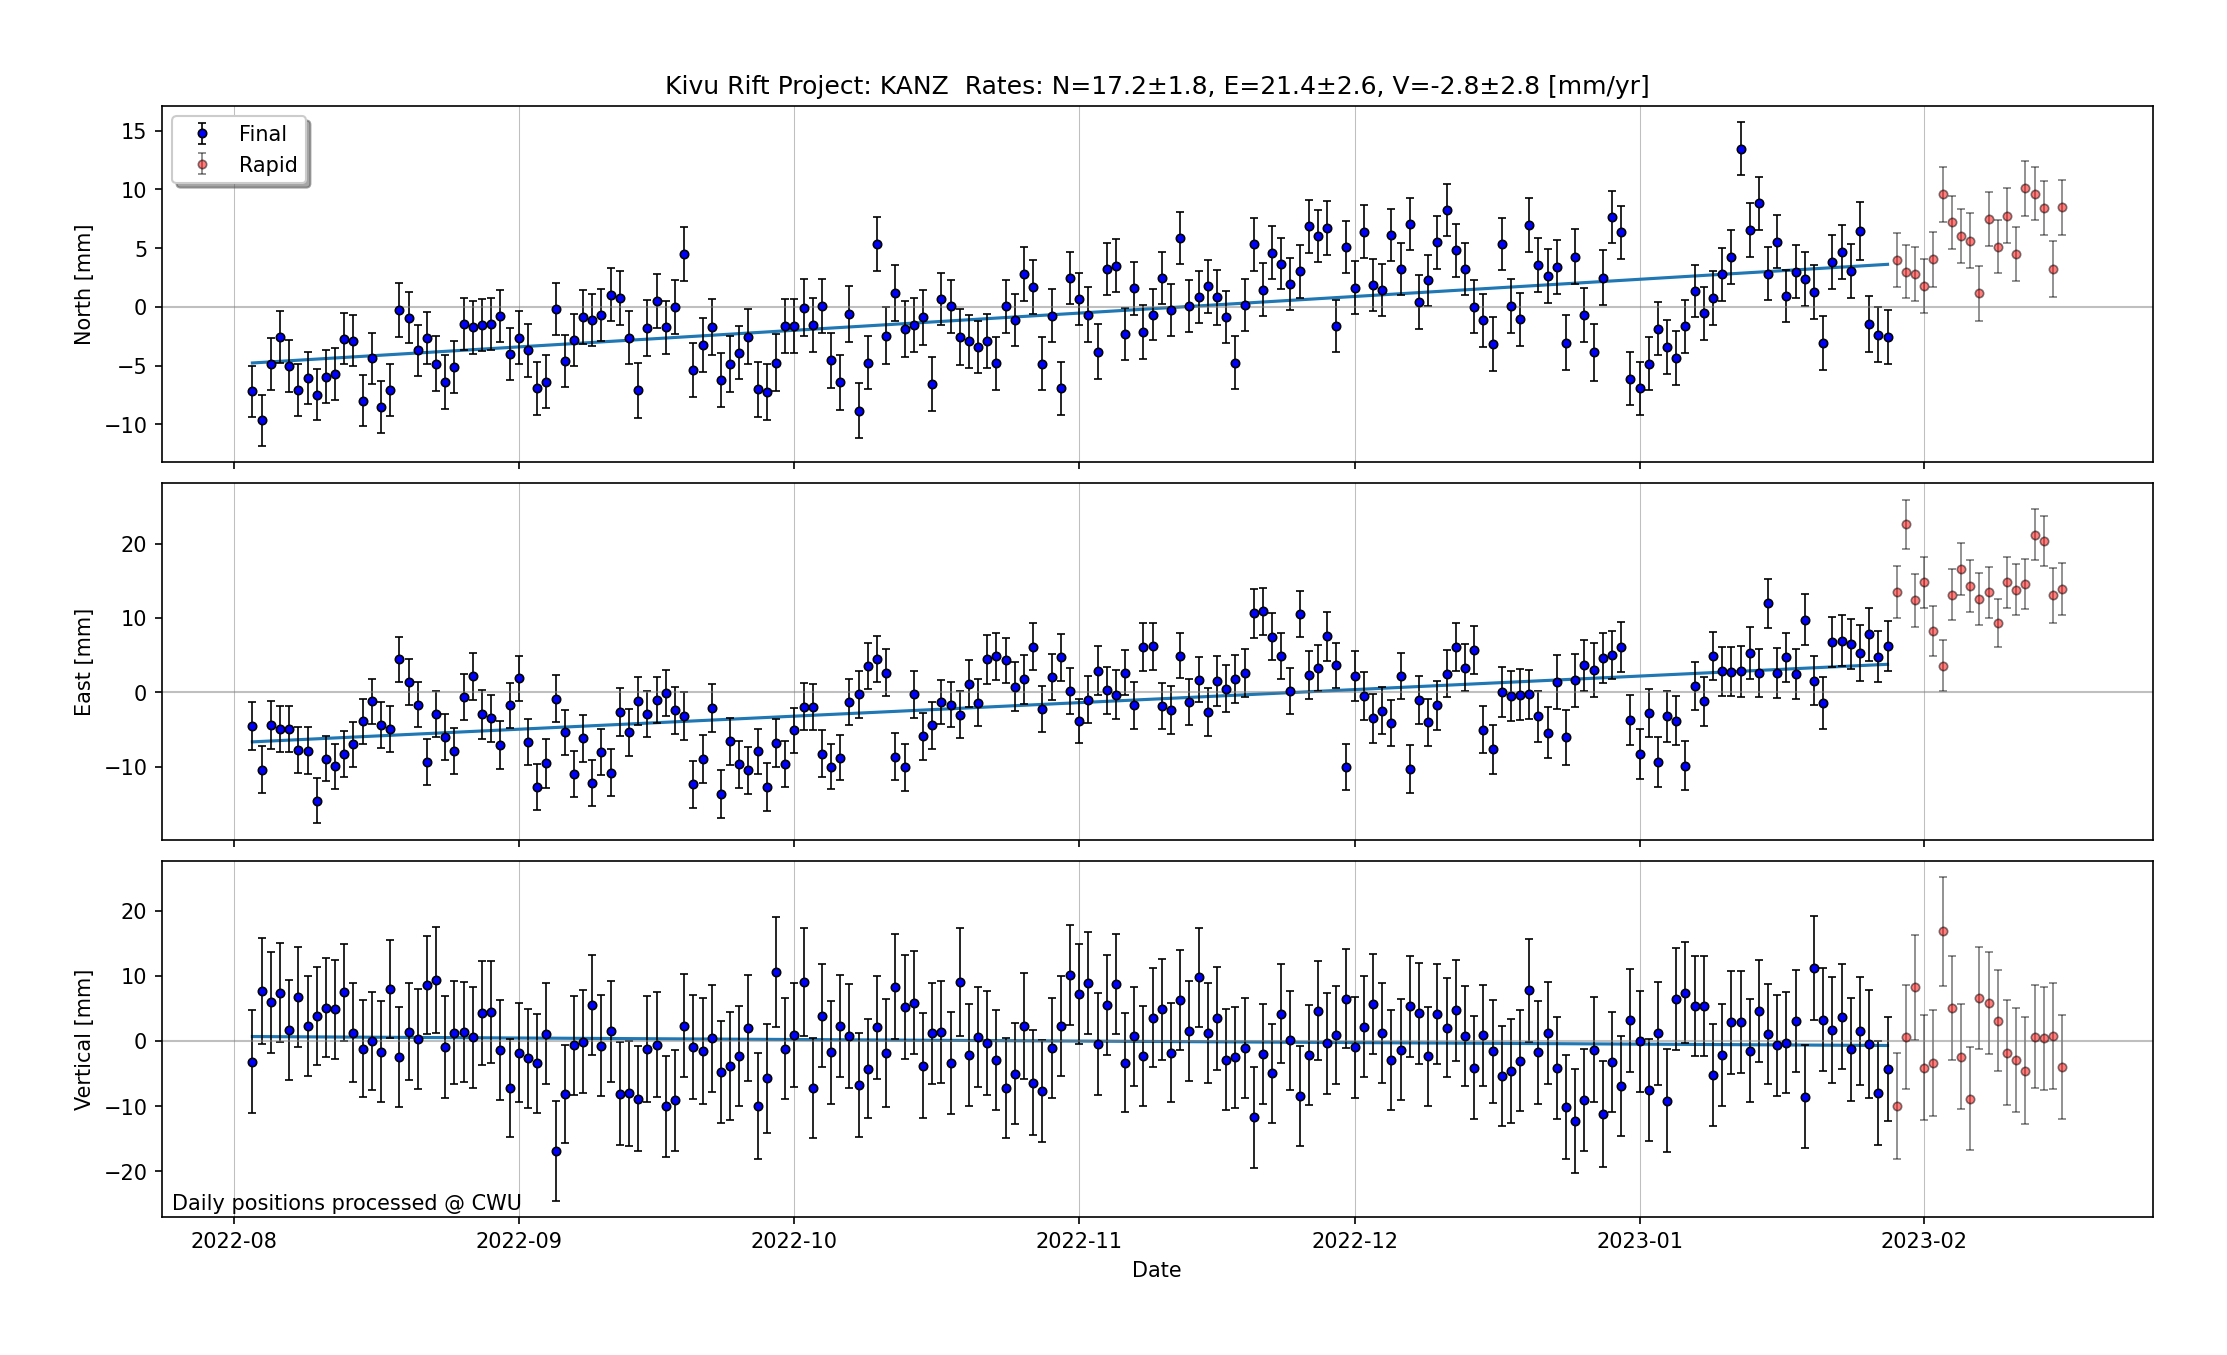 Kivu Rift Project: KANZ  Rates: N=17.2±1.8, E=21.4±2.6, V=-2.8±2.8 [mm/yr]
Final
Rapid
North [mm]
15
10
5
0
−5
−10
East [mm]
20
10
0
−10
Vertical [mm]
20
10
0
−10
−20
Daily positions processed @ CWU
2022-08 2022-09 2022-10 2022-11 2022-12 2023-01 2023-02
Date